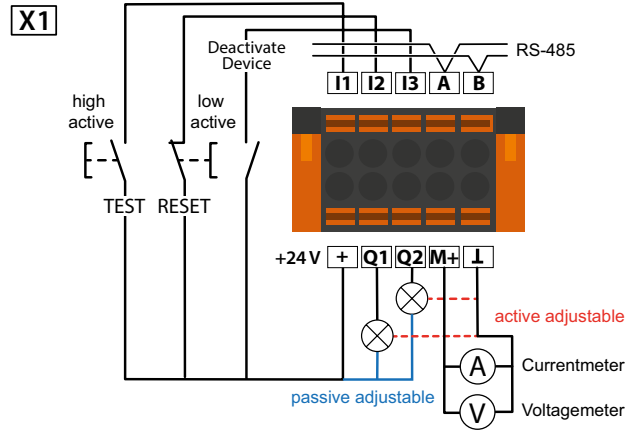 X1
Deactivate
Device
RS-485
I1 I2 I3 A B
high
active
low
active
TEST RESET
+24 V + Q1 Q2 M+ ⊥
active adjustable
passive adjustable
A Currentmeter
V Voltagemeter